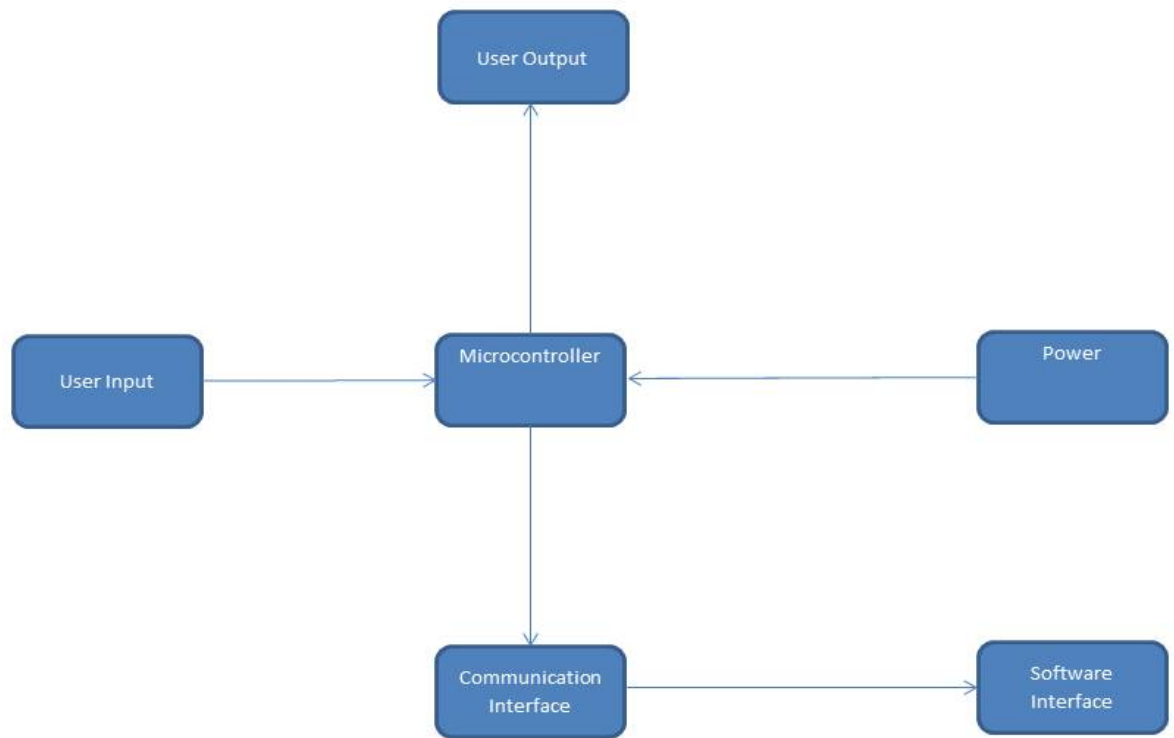 User Output
Microcontroller
Power
User Input
Communication
Interface
Software
Interface